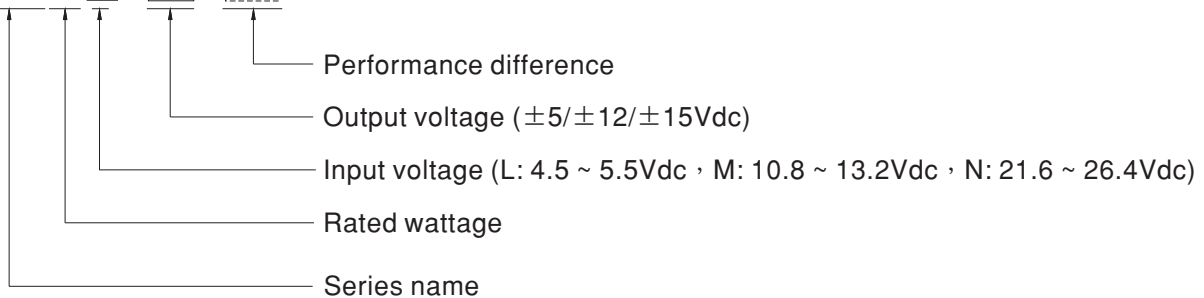 Performance difference
Output voltage (±5/±12/±15Vdc)
Input voltage (L: 4.5 ~ 5.5Vdc，M: 10.8 ~ 13.2Vdc，N: 21.6 ~ 26.4Vdc)
Rated wattage
Series name